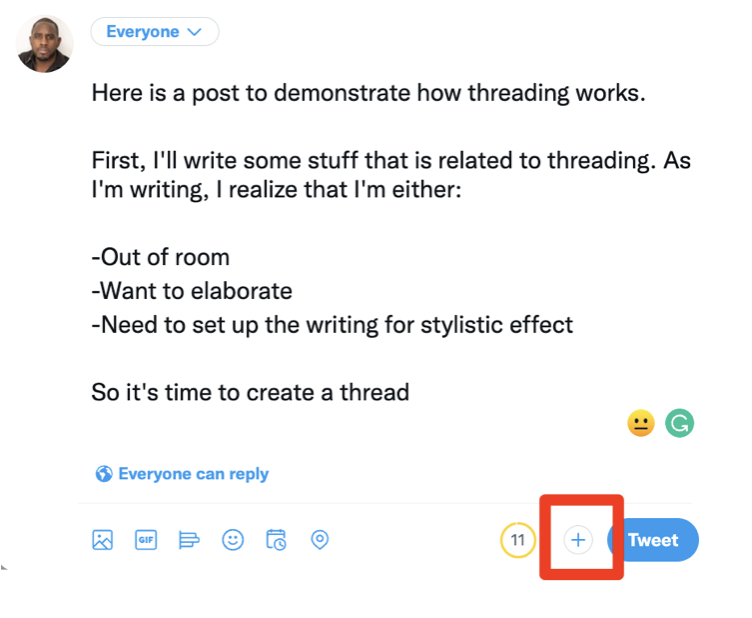 Everyone
Here is a post to demonstrate how threading works.
First, I'll write some stuff that is related to threading. As
I'm writing, I realize that I'm either:
-Out of room
-Want to elaborate
-Need to set up the writing for stylistic effect
So it's time to create a thread
G
Everyone can reply
GIF
11
+
Tweet